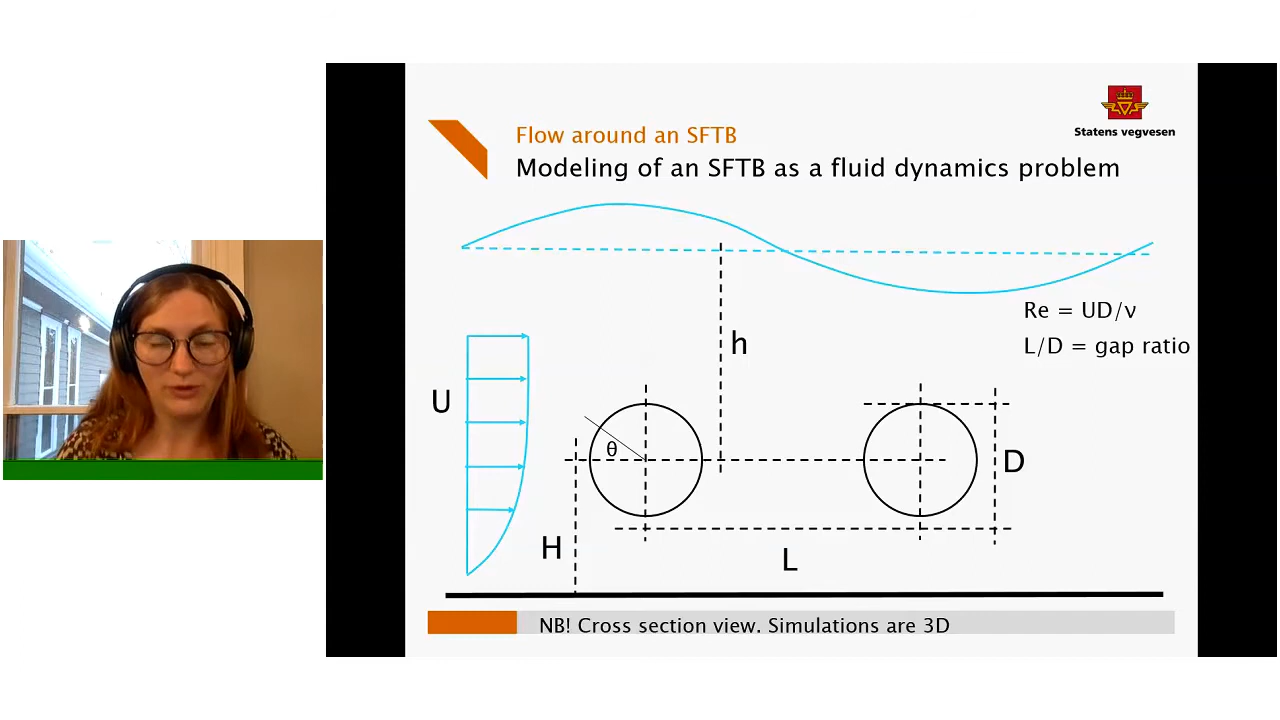 Statens vegvesen
Flow around an SFTB
Modeling of an SFTB as a fluid dynamics problem
Re = UD/ν
L/D = gap ratio
h
U
θ
D
H
L
NB! Cross section view. Simulations are 3D